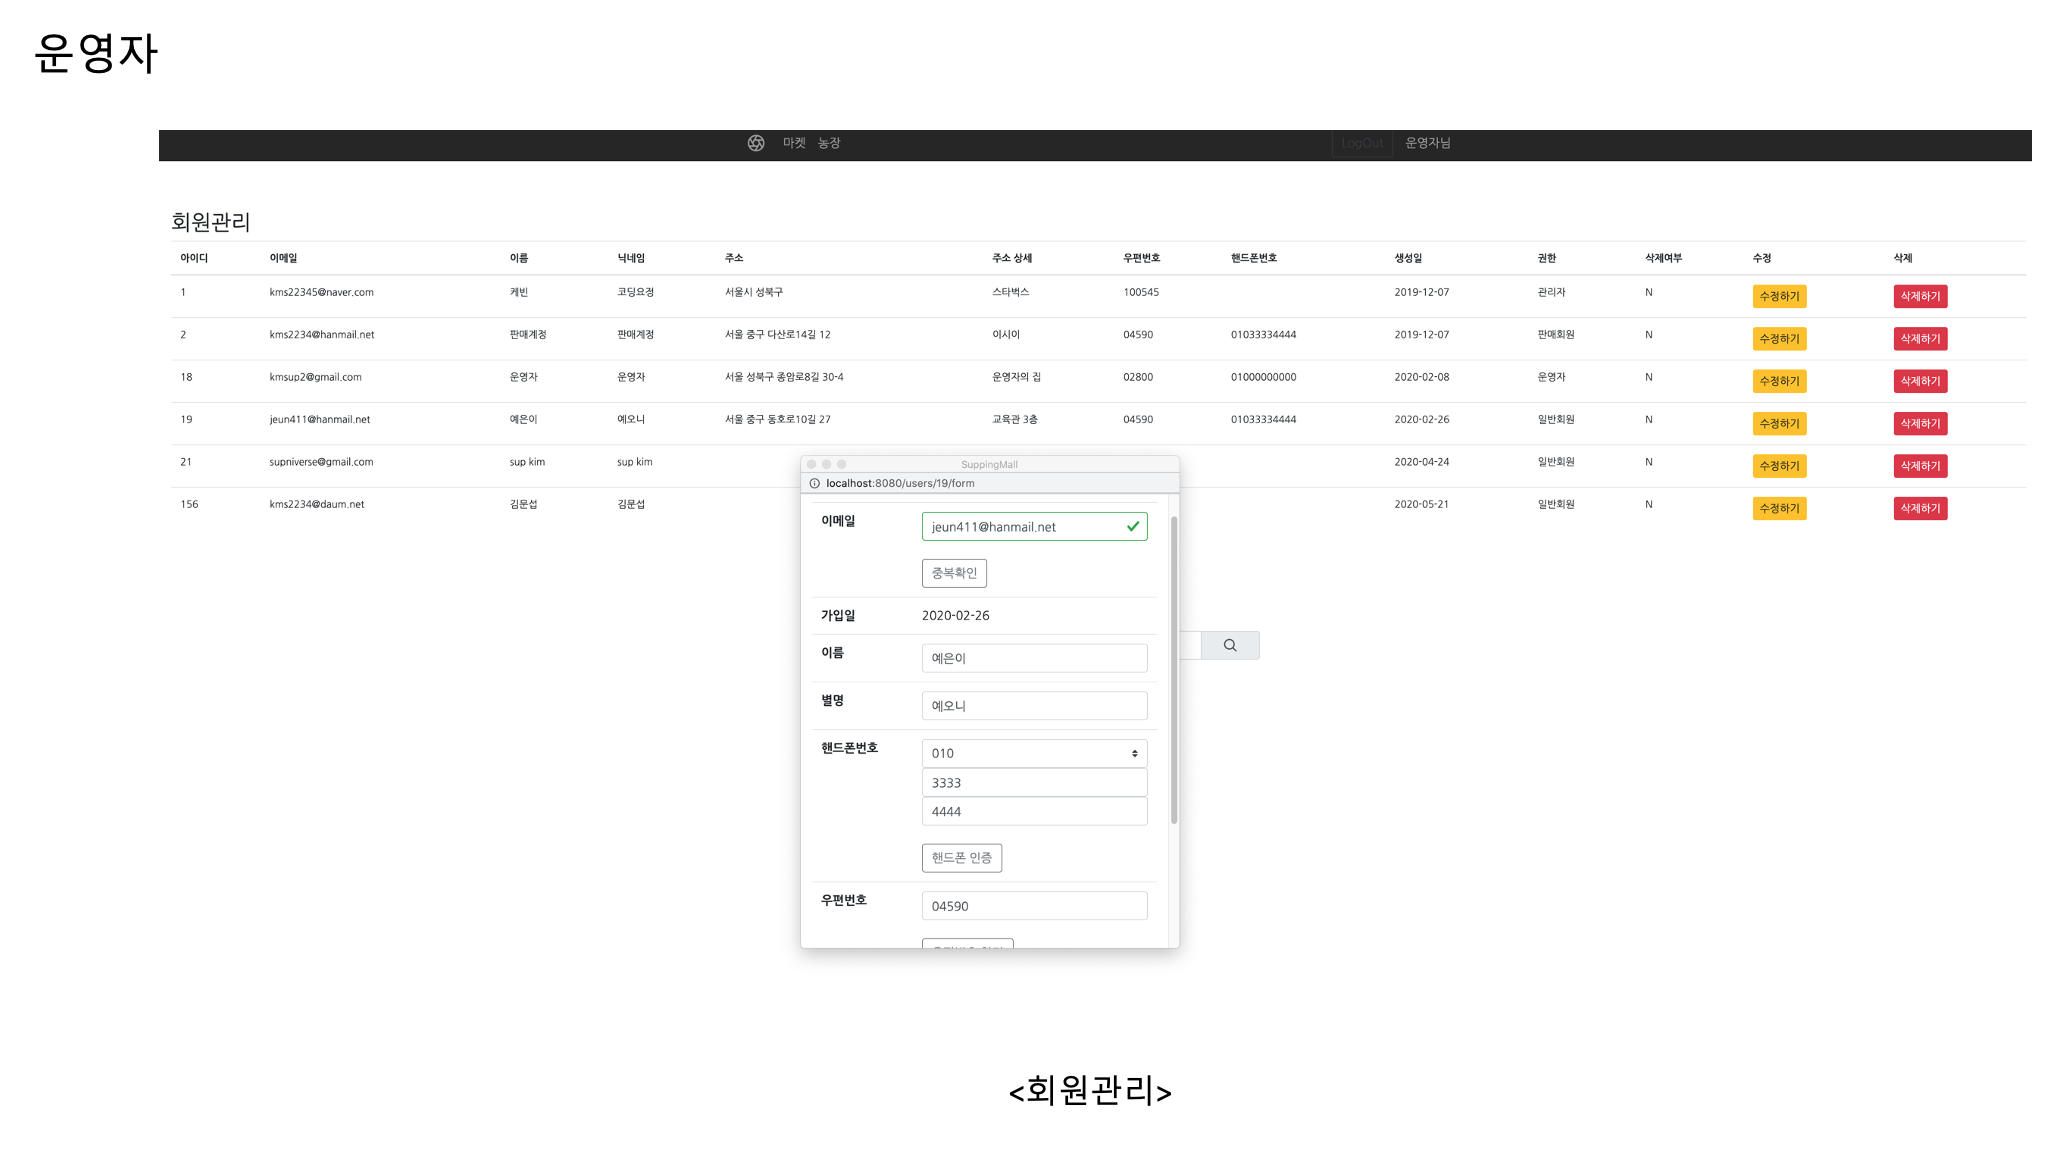 운영자
마켓 농장 LogOut 운영자님
회원관리
아이디 이메일 이름 닉네임 주소 주소 상세 우편번호 핸드폰번호 생성일 권한 삭제여부 수정 삭제
1 kms22345@naver.com 케빈 코딩요정 서울시 성북구 스타벅스 100545 2019-12-07 관리자 N 수정하기 삭제하기
2 kms2234@hanmail.net 판매계정 판매계정 서울 중구 다산로14길 12 이시이 04590 01033334444 2019-12-07 판매회원 N 수정하기 삭제하기
18 kmsup2@gmail.com 운영자 운영자 서울 성북구 종암로8길 30-4 운영자의 집 02800 01000000000 2020-02-08 운영자 N 수정하기 삭제하기
19 jeun411@hanmail.net 예은이 예오니 서울 중구 동호로10길 27 교육관 3층 04590 01033334444 2020-02-26 일반회원 N 수정하기 삭제하기
21 supniverse@gmail.com sup kim sup kim 2020-04-24 일반회원 N 수정하기 삭제하기
156 kms2234@daum.net 김문섭 김문섭 2020-05-21 일반회원 N 수정하기 삭제하기
SuppingMall
localhost:8080/users/19/form
이메일 jeun411@hanmail.net
중복확인
가입일 2020-02-26
이름 예은이
별명 예오니
핸드폰번호 010
3333
4444
핸드폰 인증
우편번호 04590
<회원관리>